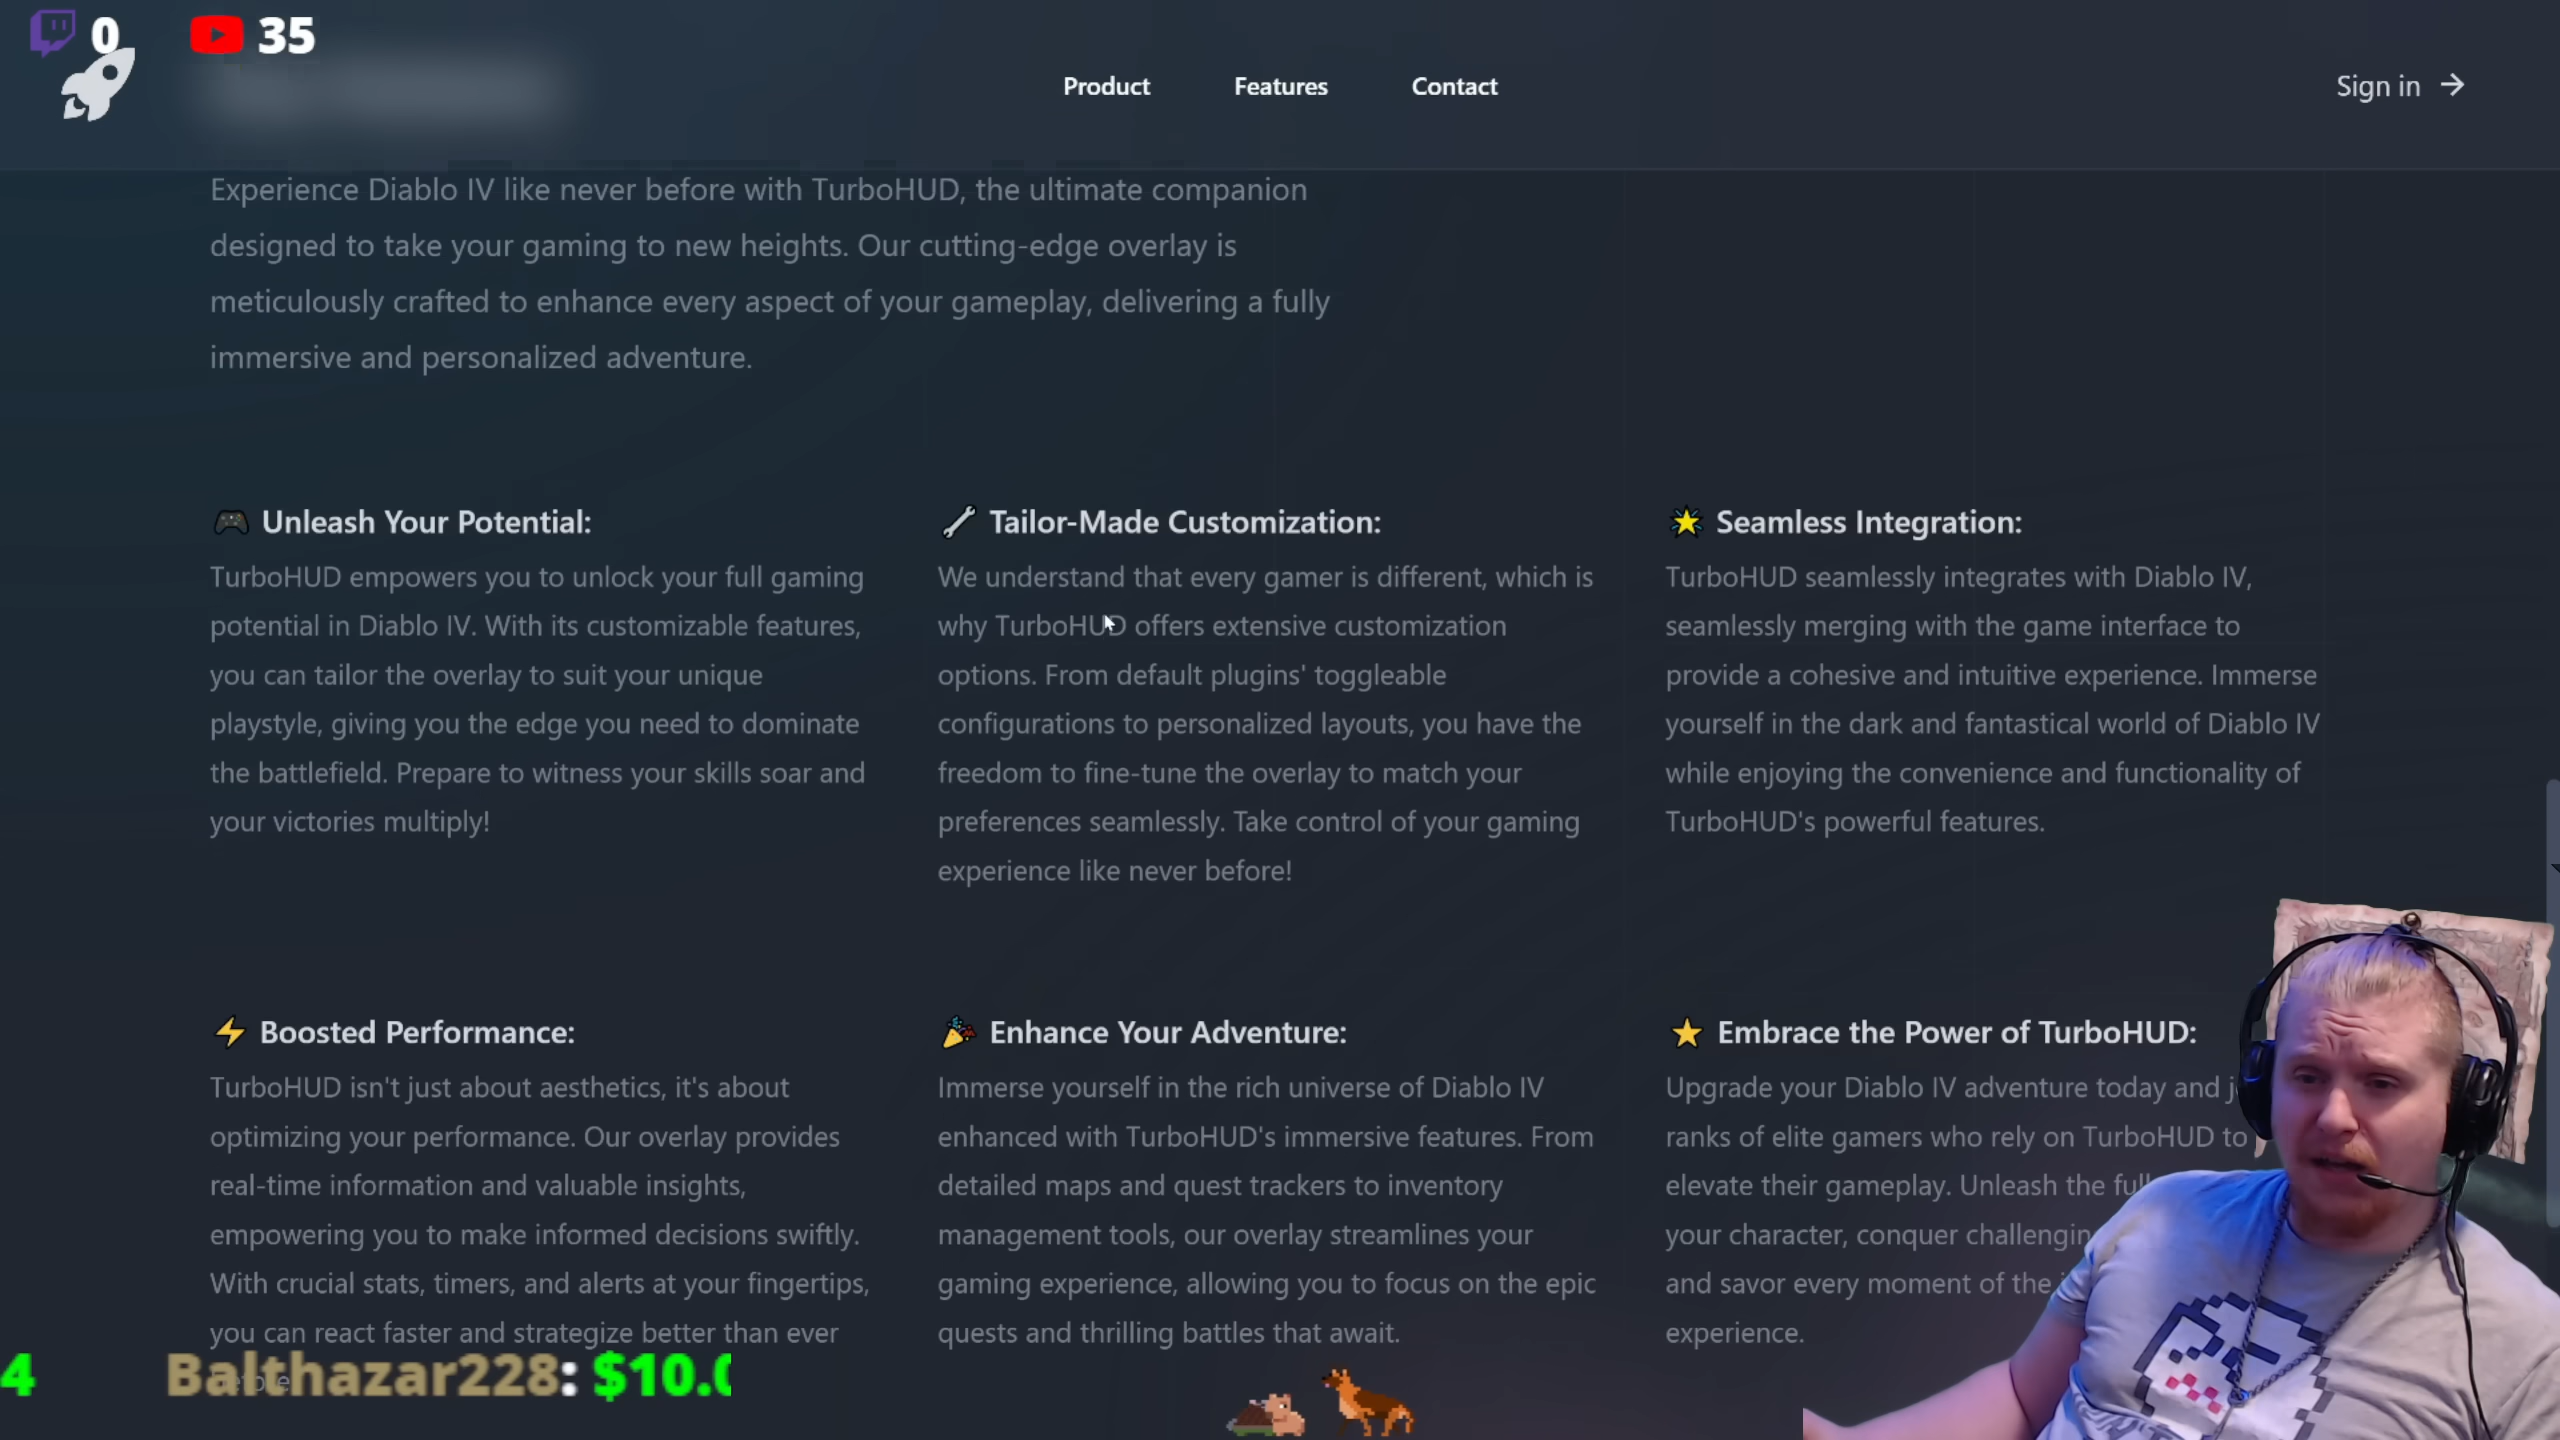 0
35
Product
Features
Contact
Sign in
Experience Diablo IV like never before with TurboHUD, the ultimate companion
designed to take your gaming to new heights. Our cutting-edge overlay is
meticulously crafted to enhance every aspect of your gameplay, delivering a fully
immersive and personalized adventure.
🎮 Unleash Your Potential:
TurboHUD empowers you to unlock your full gaming
potential in Diablo IV. With its customizable features,
you can tailor the overlay to suit your unique
playstyle, giving you the edge you need to dominate
the battlefield. Prepare to witness your skills soar and
your victories multiply!
🔧 Tailor-Made Customization:
We understand that every gamer is different, which is
why TurboHUD offers extensive customization
options. From default plugins' toggleable
configurations to personalized layouts, you have the
freedom to fine-tune the overlay to match your
preferences seamlessly. Take control of your gaming
experience like never before!
🌟 Seamless Integration:
TurboHUD seamlessly integrates with Diablo IV,
seamlessly merging with the game interface to
provide a cohesive and intuitive experience. Immerse
yourself in the dark and fantastical world of Diablo IV
while enjoying the convenience and functionality of
TurboHUD's powerful features.
⚡ Boosted Performance:
TurboHUD isn't just about aesthetics, it's about
optimizing your performance. Our overlay provides
real-time information and valuable insights,
empowering you to make informed decisions swiftly.
With crucial stats, timers, and alerts at your fingertips,
you can react faster and strategize better than ever
🎉 Enhance Your Adventure:
Immerse yourself in the rich universe of Diablo IV
enhanced with TurboHUD's immersive features. From
detailed maps and quest trackers to inventory
management tools, our overlay streamlines your
gaming experience, allowing you to focus on the epic
quests and thrilling battles that await.
⭐ Embrace the Power of TurboHUD:
Upgrade your Diablo IV adventure today and
ranks of elite gamers who rely on TurboHUD to
elevate their gameplay. Unleash the full
your character, conquer
and savor every moment of the
experience.
4
Balthazar228: $10.0